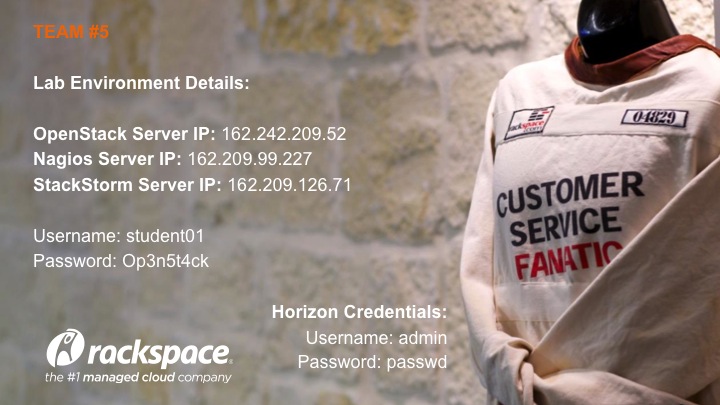 TEAM #5
Lab Environment Details:
OpenStack Server IP: 162.242.209.52
Nagios Server IP: 162.209.99.227
StackStorm Server IP: 162.209.126.71
Username: student01
Password: Op3n5t4ck
Horizon Credentials:
Username: admin
Password: passwd
rackspace
the #1 managed cloud company
rackspace
04829
CUSTOMER
SERVICE
FANATIC